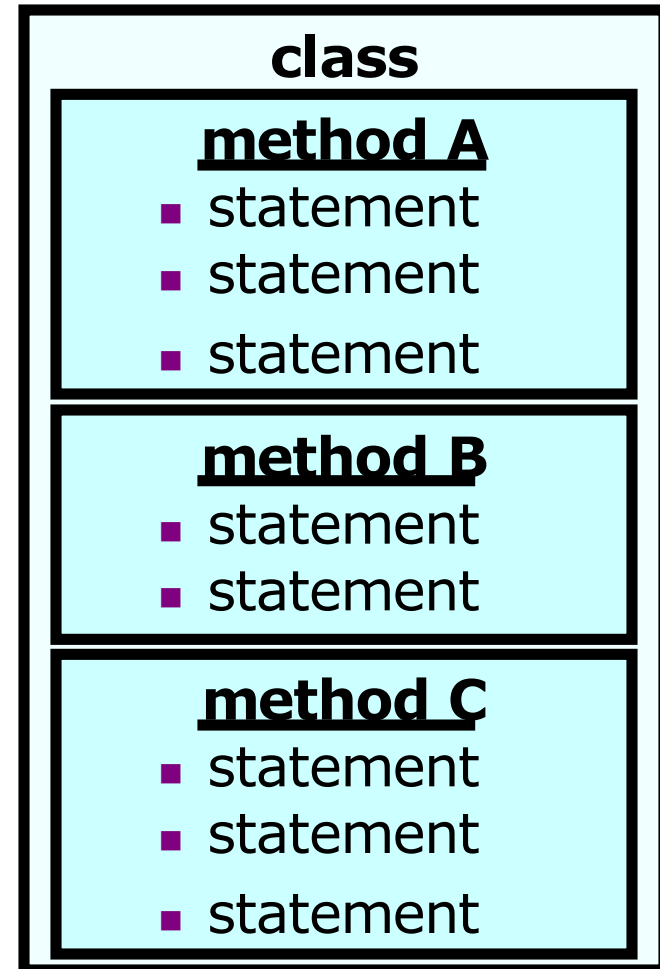 class
method A
statement
statement
statement
method B
statement
statement
method C
statement
statement
statement